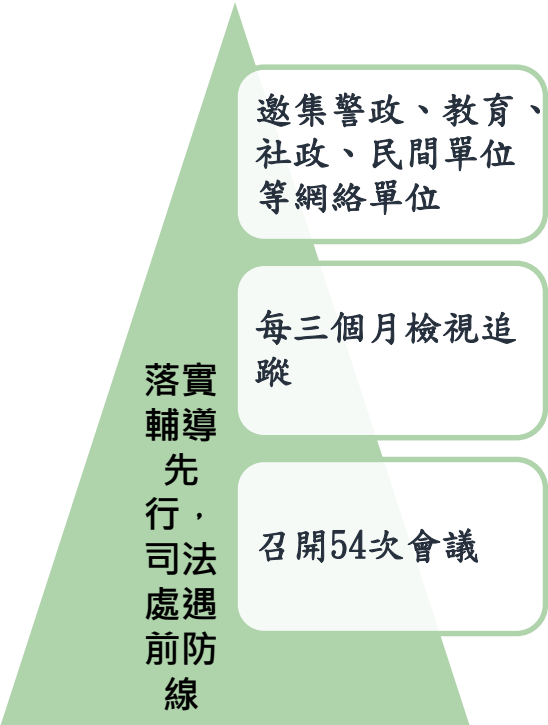 邀集警政、教育、
社政、民間單位
等網絡單位
每三個月檢視追
蹤
召開54次會議
落實
輔導
先
行，
司法
處遇
前防
線